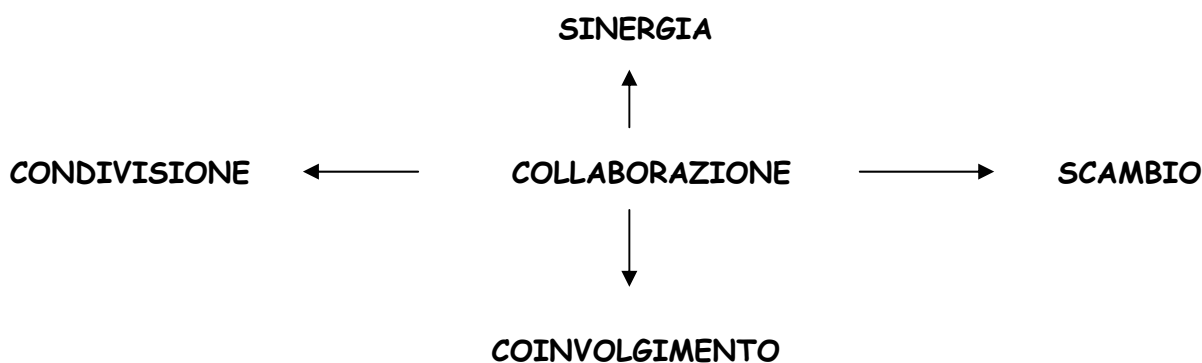 SINERGIA
CONDIVISIONE COLLABORAZIONE SCAMBIO
COINVOLGIMENTO